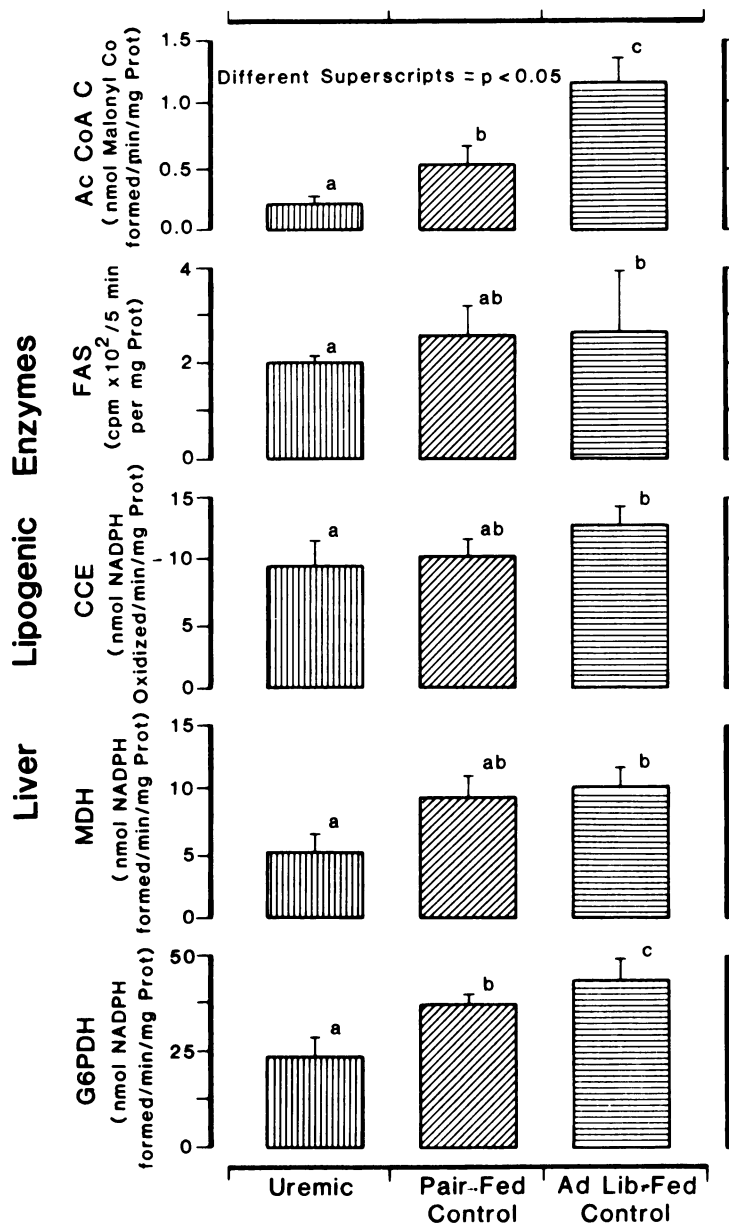 Liver Lipogenic Enzymes
Ac CoA C
(nmol Malonyl Co
formed/min/mg Prot)
1.5
1.0
0.5
0.0
Different Superscripts = p < 0.05
a
b
c
FAS
(cpm x10²/5 min
per mg Prot)
4
2
0
a
ab
b
CCE
(nmol NADPH
Oxidized/min/mg Prot)
15
10
5
0
a
ab
b
MDH
(nmol NADPH
formed/min/mg Prot)
15
10
5
0
a
ab
b
G6PDH
(nmol NADPH
formed/min/mg Prot)
50
25
0
a
b
c
Uremic
Pair-Fed
Control
Ad Lib-Fed
Control